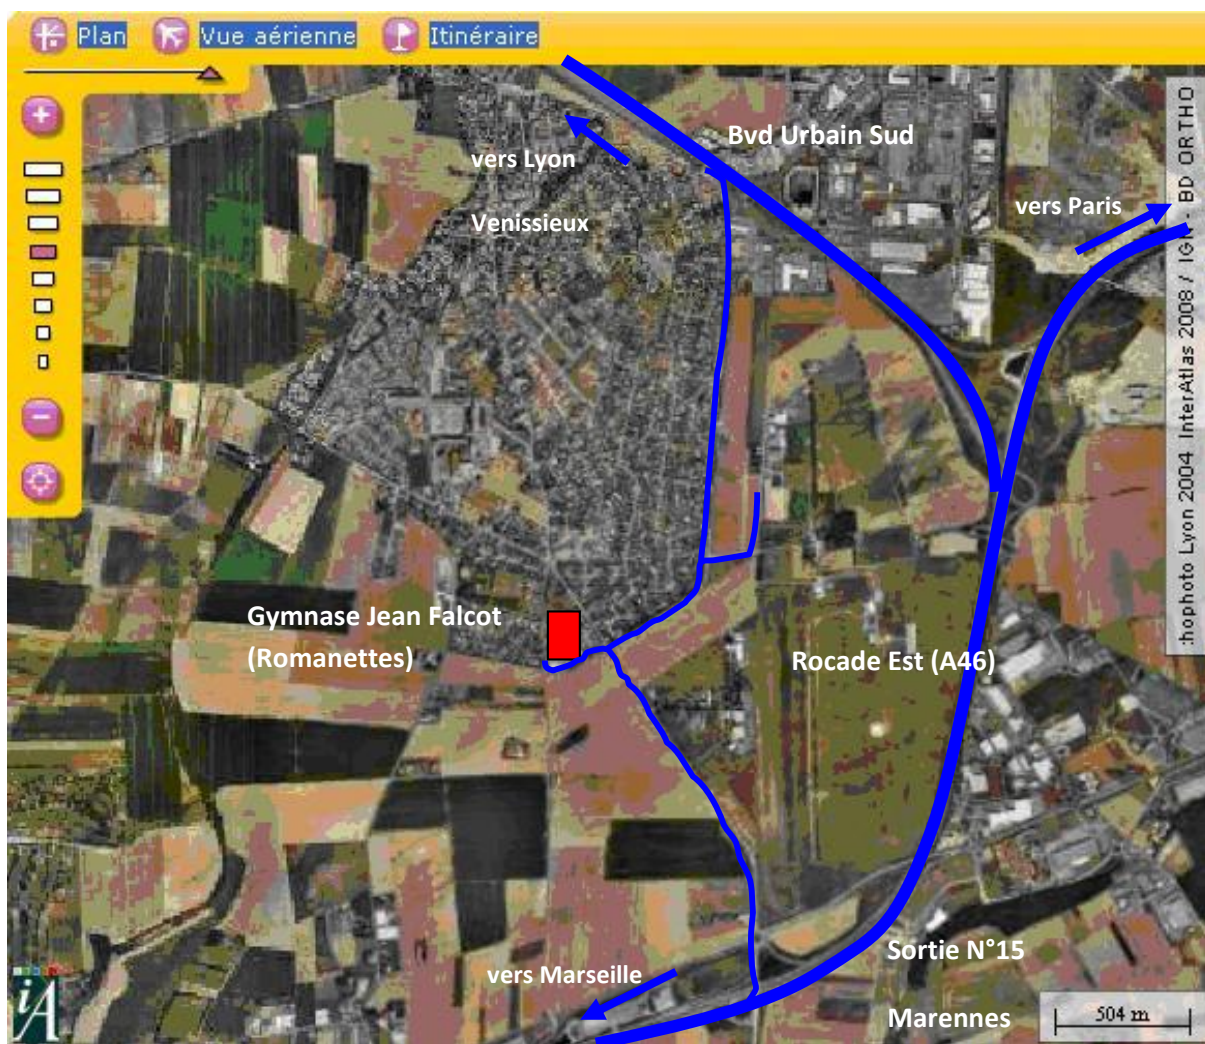 Plan
Vue aérienne
Itinéraire
Bvd Urbain Sud
vers Lyon
vers Paris
Venissieux
:hophoto Lyon 2004 InterAtlas 2008 / IGN - BD ORTHO
Gymnase Jean Falcot
(Romanettes)
Rocade Est (A46)
Sortie N°15
vers Marseille
Marennes
504 m
iA